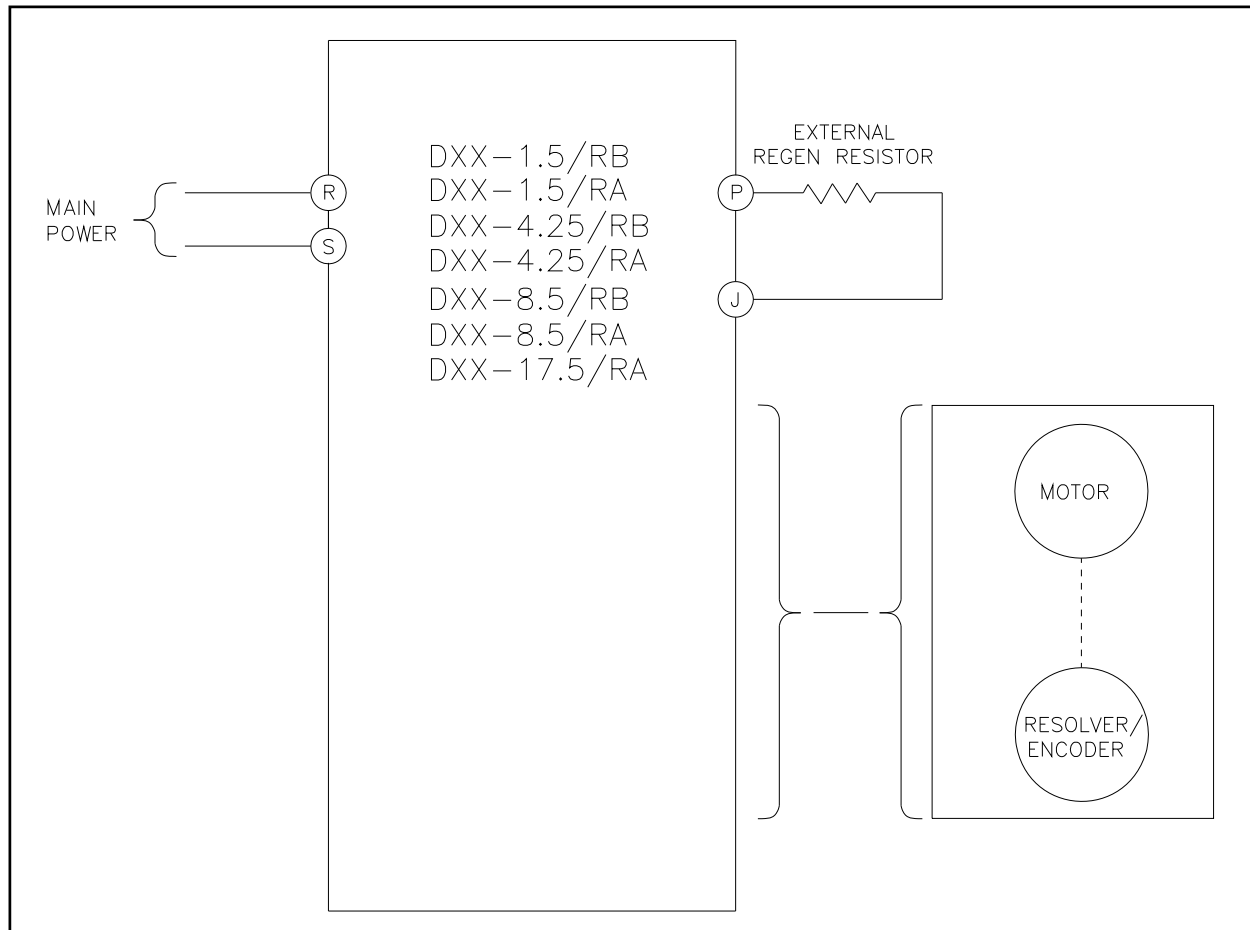 MAIN
POWER
R
S
DXX-1.5/RB
DXX-1.5/RA
DXX-4.25/RB
DXX-4.25/RA
DXX-8.5/RB
DXX-8.5/RA
DXX-17.5/RA
EXTERNAL
REGEN RESISTOR
P
J
MOTOR
RESOLVER/
ENCODER